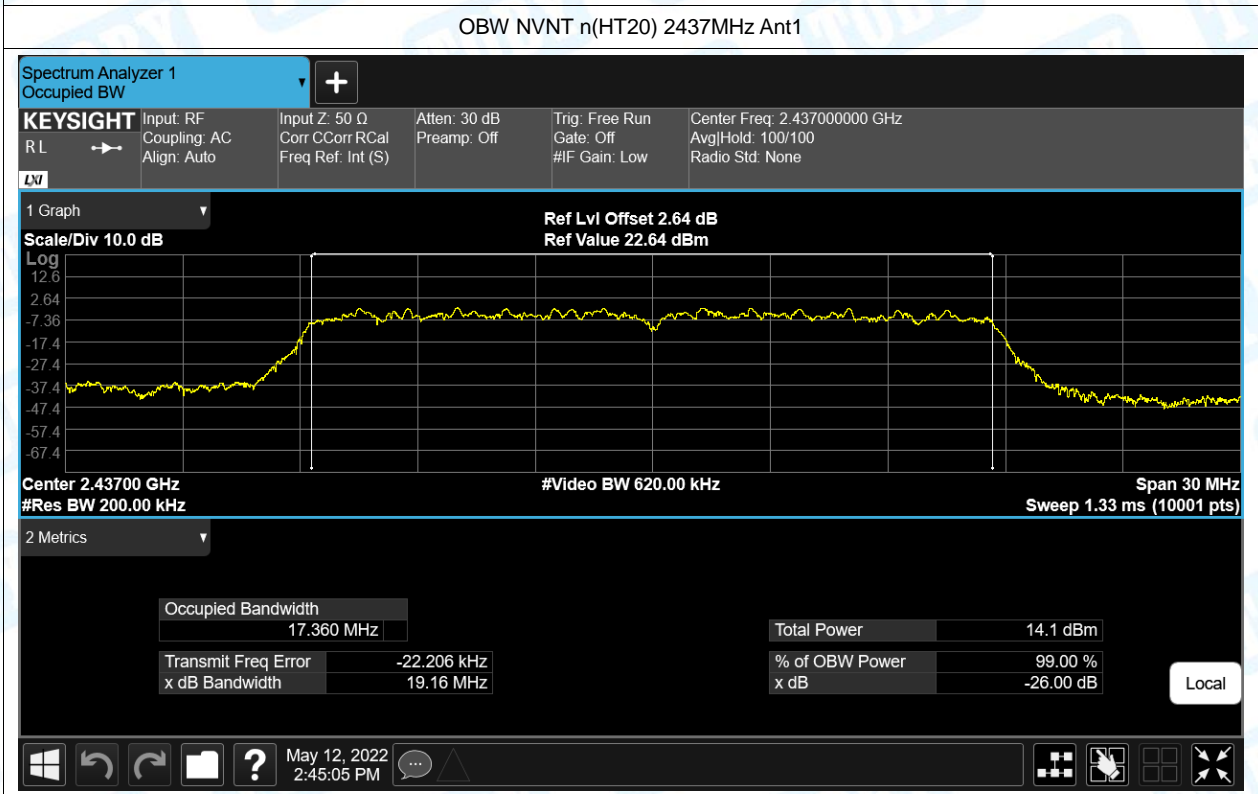 OBW NVNT n(HT20) 2437MHz Ant1
Spectrum Analyzer 1
Occupied BW
KEYSIGHT
R L
LXI
Input: RF
Coupling: AC
Align: Auto
Input Z: 50 Ω
Corr CCorr RCal
Freq Ref: Int (S)
Atten: 30 dB
Preamp: Off
Trig: Free Run
Gate: Off
#IF Gain: Low
Center Freq: 2.437000000 GHz
Avg|Hold: 100/100
Radio Std: None
1 Graph
Scale/Div 10.0 dB
Ref Lvl Offset 2.64 dB
Ref Value 22.64 dBm
Log
12.6
2.64
-7.36
-17.4
-27.4
-37.4
-47.4
-57.4
-67.4
Center 2.43700 GHz
#Video BW 620.00 kHz
Span 30 MHz
#Res BW 200.00 kHz
Sweep 1.33 ms (10001 pts)
2 Metrics
Occupied Bandwidth
17.360 MHz
Total Power 14.1 dBm
Transmit Freq Error -22.206 kHz
% of OBW Power 99.00 %
x dB Bandwidth 19.16 MHz
x dB -26.00 dB
Local
May 12, 2022
2:45:05 PM